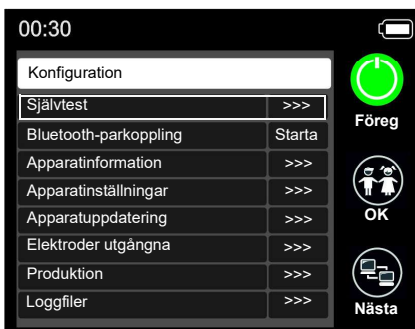 00:30
Konfiguration
Självtest >>>
Föreg
Bluetooth-parkoppling Starta
Apparatinformation >>>
Apparatinställningar >>>
OK
Apparatuppdatering >>>
Elektroder utgångna >>>
Produktion >>>
Loggfiler >>>
Nästa